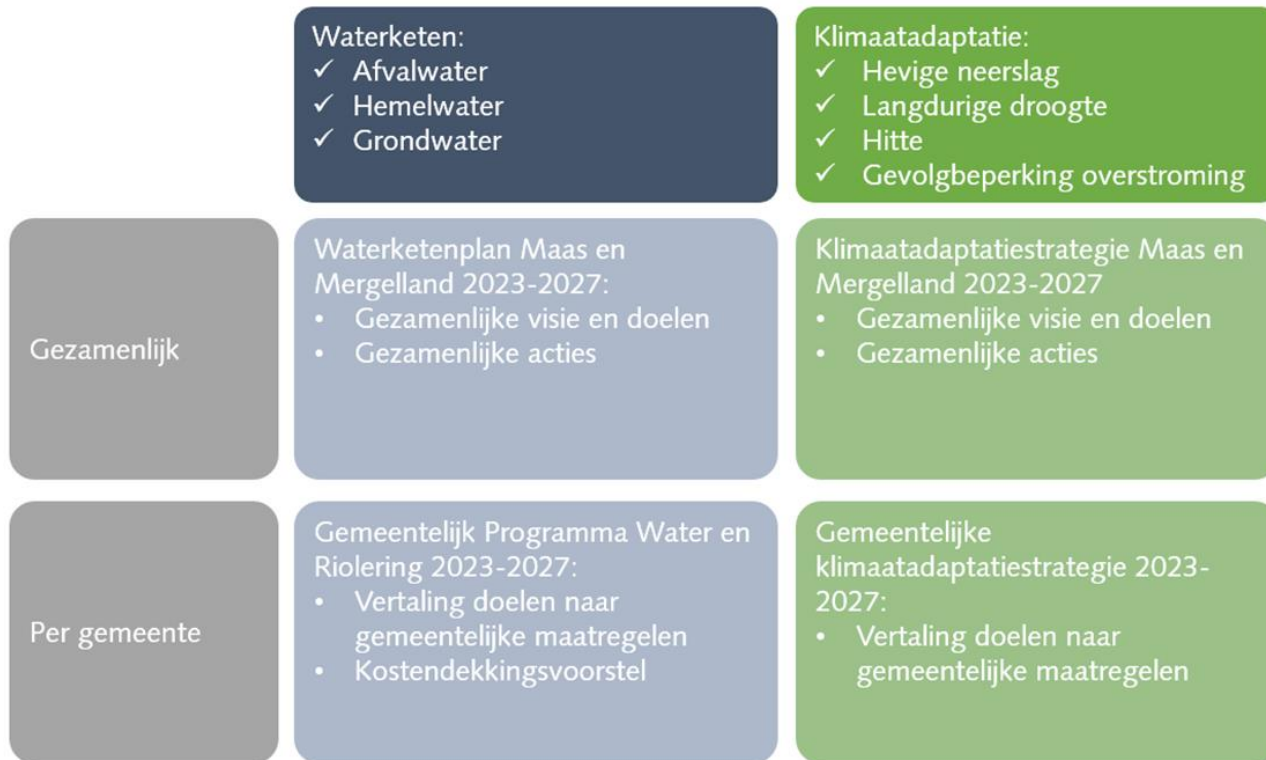 Waterketen:
✓ Afvalwater
✓ Hemelwater
✓ Grondwater
Klimaatadaptatie:
✓ Hevige neerslag
✓ Langdurige droogte
✓ Hitte
✓ Gevolgbeperking overstroming
Gezamenlijk
Waterketenplan Maas en
Mergelland 2023-2027:
• Gezamenlijke visie en doelen
• Gezamenlijke acties
Klimaatadaptatiestrategie Maas en
Mergelland 2023-2027
• Gezamenlijke visie en doelen
• Gezamenlijke acties
Per gemeente
Gemeentelijk Programma Water en
Riolering 2023-2027:
• Vertaling doelen naar
gemeentelijke maatregelen
• Kostendekkingsvoorstel
Gemeentelijke
klimaatadaptatiestrategie 2023-
2027:
• Vertaling doelen naar
gemeentelijke maatregelen